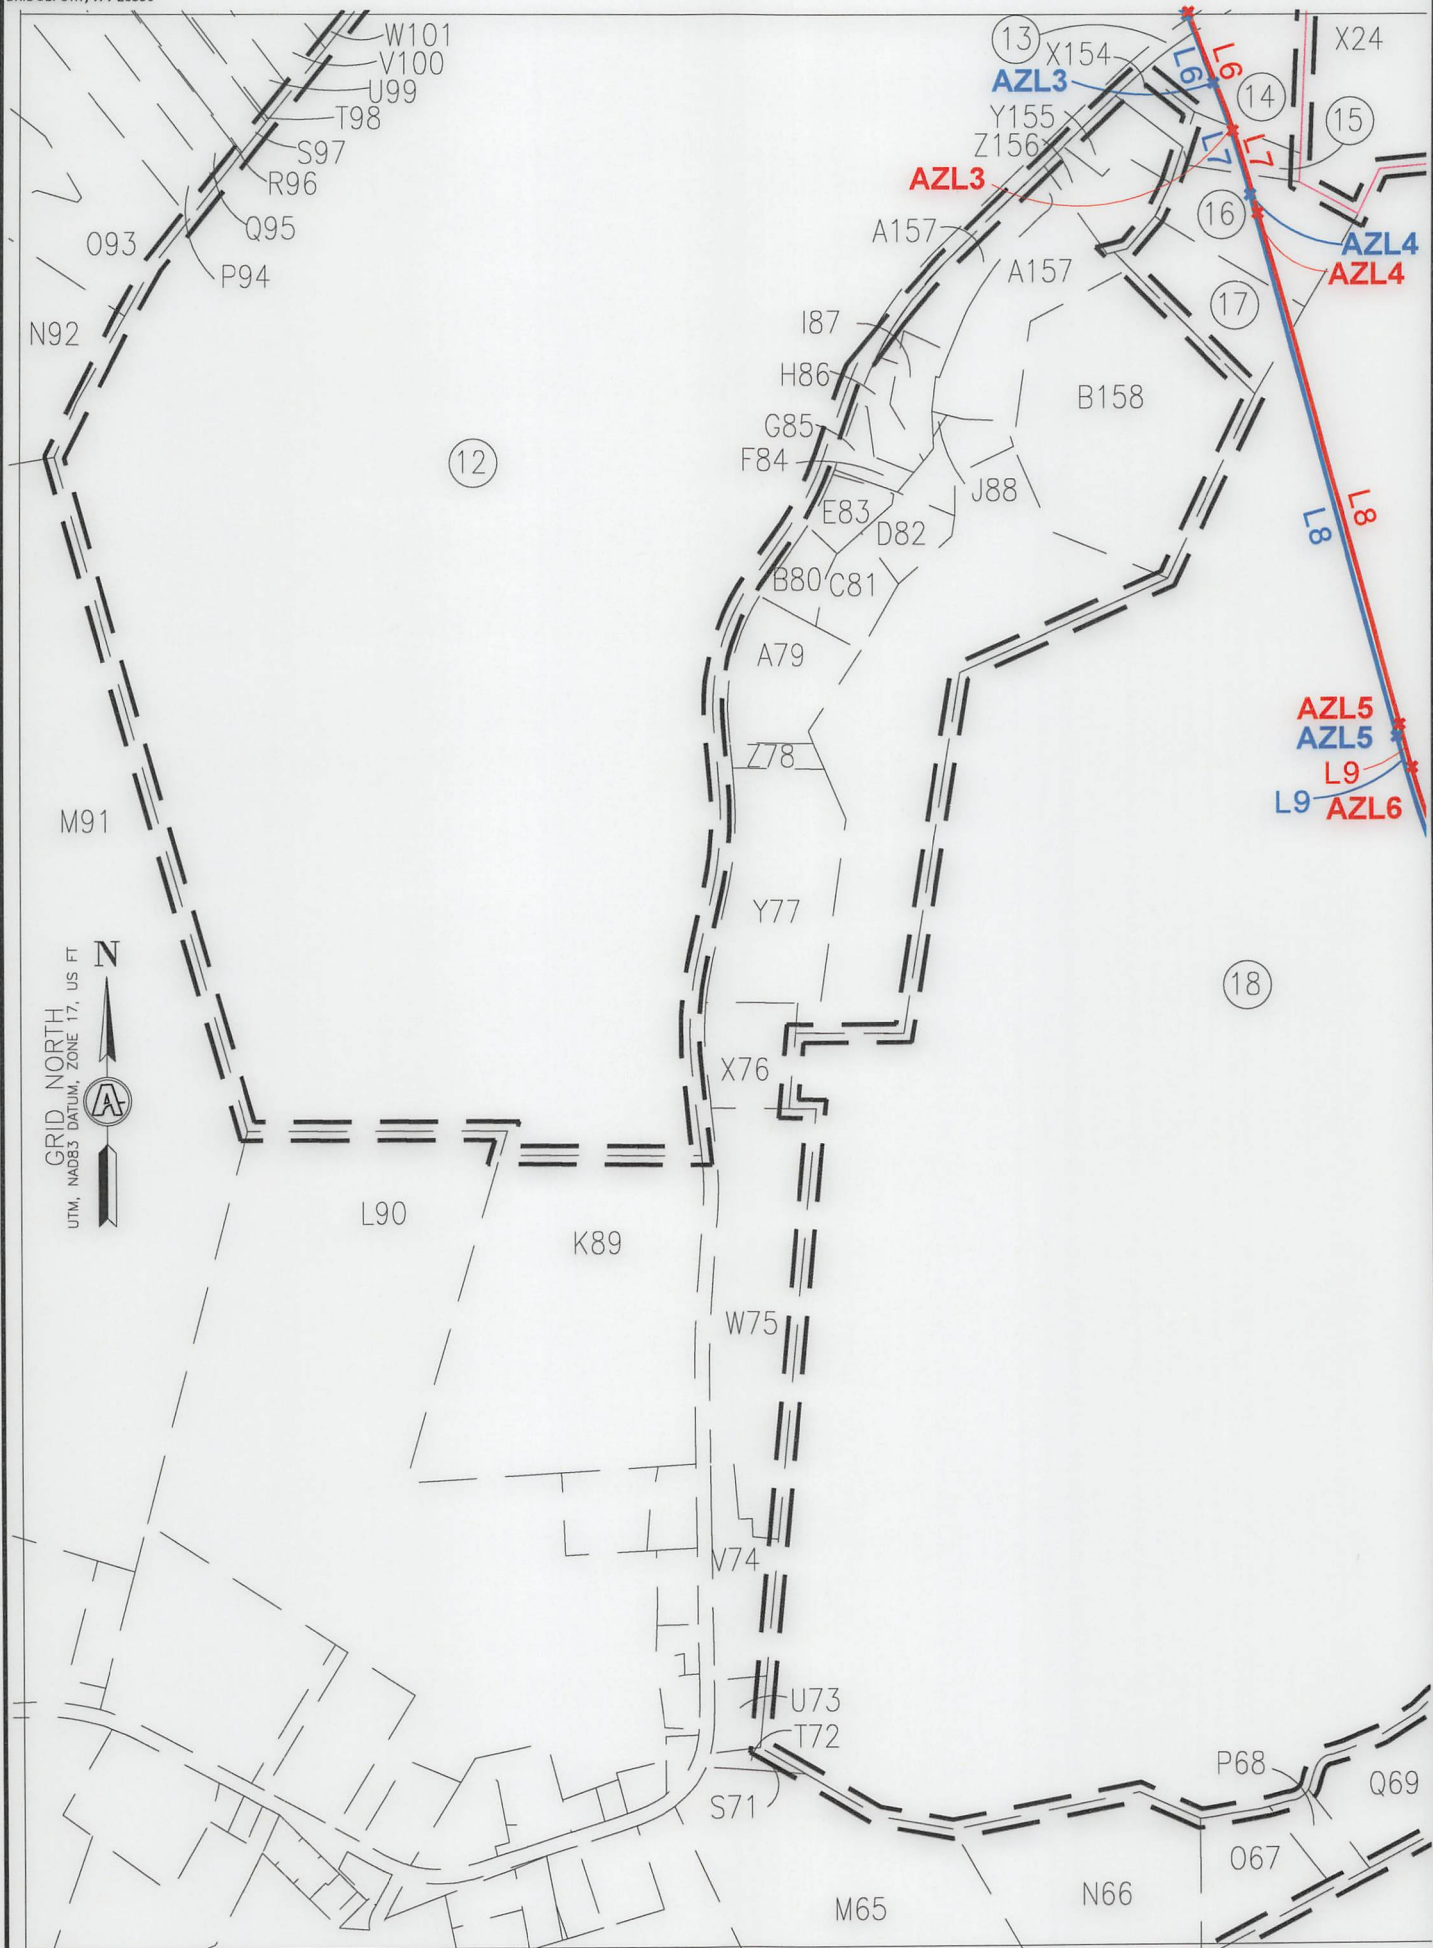 W101
V100
U99
T98
S97
R96
Q95
P94
O93
N92
M91
12
13
X154
L6
L6
AZL3
14
X24
Y155
15
Z156
L7
L7
AZL3
16
AZL4
AZL4
A157
A157
17
I87
H86
B158
G85
F84
J88
E83
D82
B80
C81
L8
L8
A79
AZL5
AZL5
Z78
L9
L9
AZL6
Y77
18
N
GRID NORTH
UTM, NAD83 DATUM, ZONE 17, US FT
A
X76
L90
K89
W75
V74
U73
T72
S71
P68
Q69
O67
N66
M65